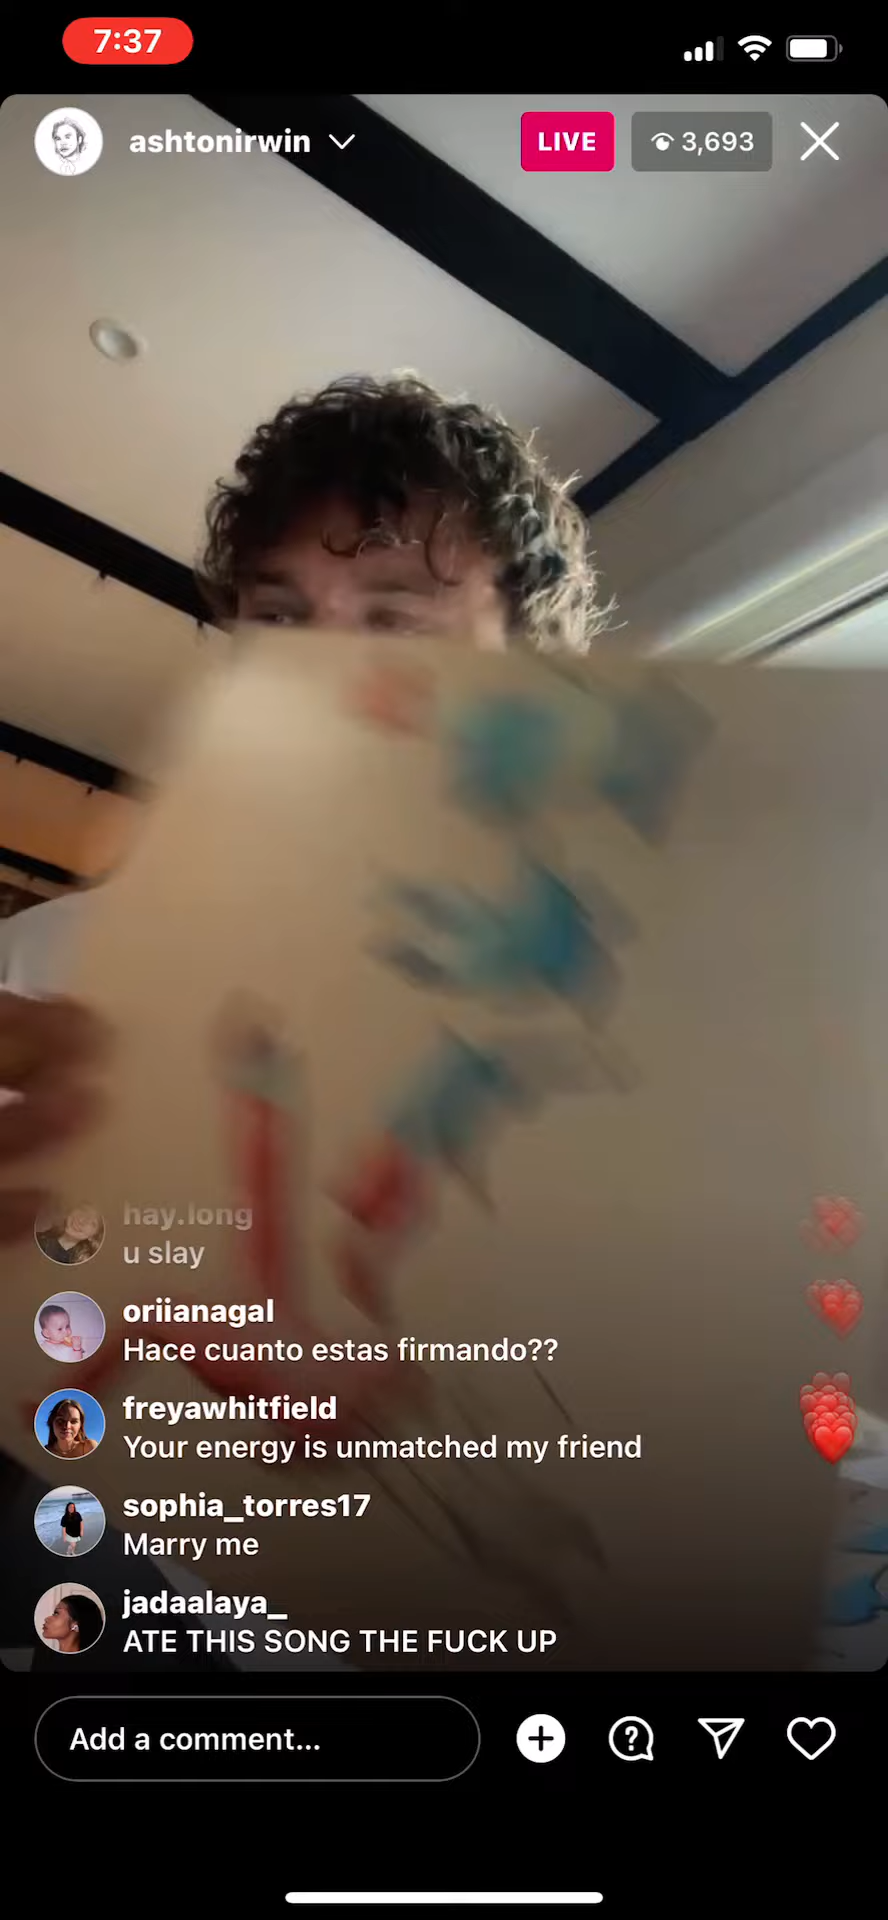 7:37
ashtonirwin
LIVE
3,693
hay.long
u slay
oriianagal
Hace cuanto estas firmando??
freyawhitfield
Your energy is unmatched my friend
sophia_torres17
Marry me
jadaalaya_
ATE THIS SONG THE FUCK UP
Add a comment...